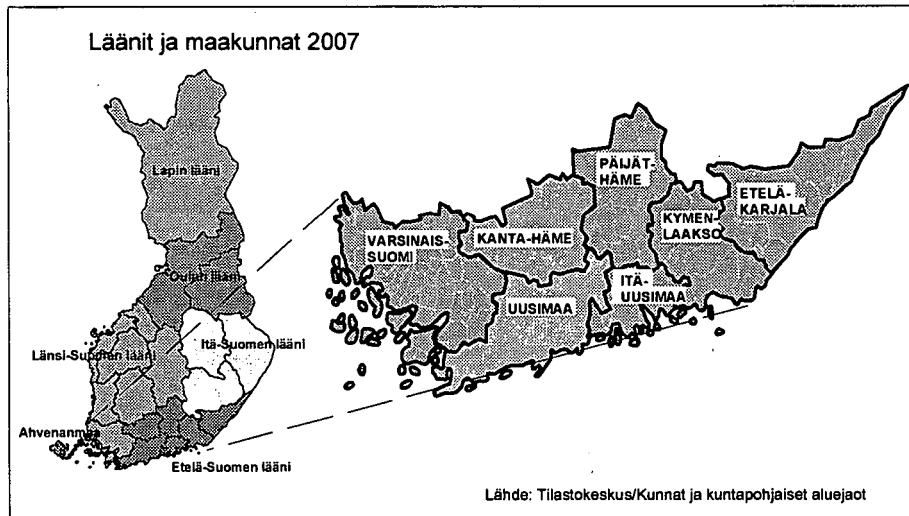 Läänit ja maakunnat 2007
Lapin lääni
Oulun lääni
Länsi-Suomen lääni
Itä-Suomen lääni
Ahvenanmaa
Etelä-Suomen lääni
VARSINAIS-
SUOMI
KANTA-HÄME
PÄIJÄT-
HÄME
UUSIMAA
ITÄ-
UUSIMAA
KYMEN-
LAAKSO
ETELÄ-
KARJALA
Lähde: Tilastokeskus/Kunnat ja kuntapohjaiset aluejaot